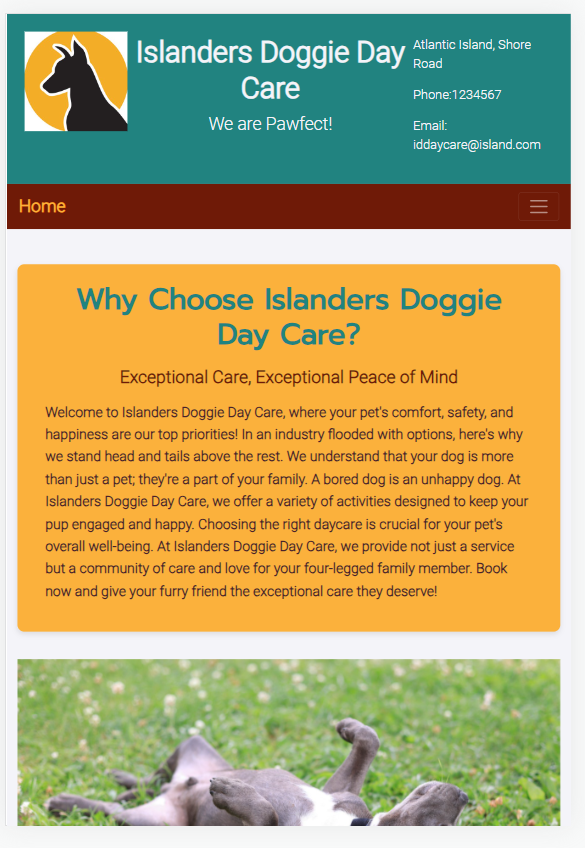 Islanders Doggie Day
Care
We are Pawfect!
Atlantic Island, Shore
Road
Phone:1234567
Email:
iddaycare@island.com
Home
Why Choose Islanders Doggie
Day Care?
Exceptional Care, Exceptional Peace of Mind
Welcome to Islanders Doggie Day Care, where your pet's comfort, safety, and
happiness are our top priorities! In an industry flooded with options, here's why
we stand head and tails above the rest. We understand that your dog is more
than just a pet; they're a part of your family. A bored dog is an unhappy dog. At
Islanders Doggie Day Care, we offer a variety of activities designed to keep your
pup engaged and happy. Choosing the right daycare is crucial for your pet's
overall well-being. At Islanders Doggie Day Care, we provide not just a service
but a community of care and love for your four-legged family member. Book
now and give your furry friend the exceptional care they deserve!